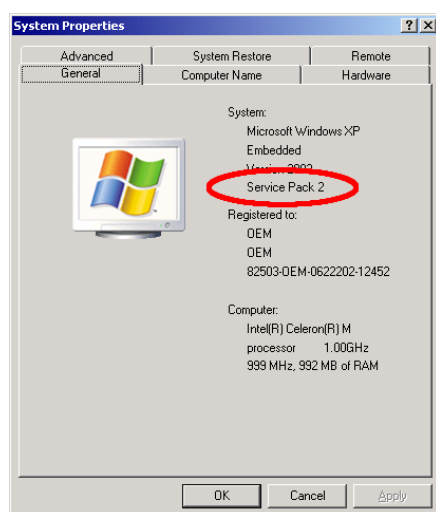 System Properties
Advanced
System Restore
Remote
General
Computer Name
Hardware
System:
Microsoft Windows XP
Embedded
Version 2002
Service Pack 2
Registered to:
OEM
OEM
82503-OEM-0622202-12452
Computer:
Intel(R) Celeron(R) M
processor 1.00GHz
999 MHz, 992 MB of RAM
OK
Cancel
Apply